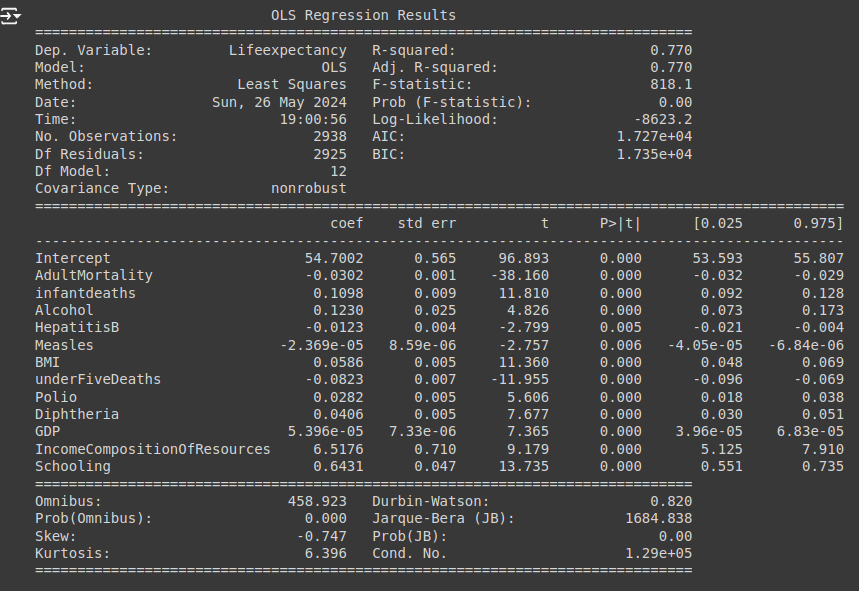 OLS Regression Results
==============================================================================
Dep. Variable: Lifeexpectancy R-squared: 0.770
Model: OLS Adj. R-squared: 0.770
Method: Least Squares F-statistic: 818.1
Date: Sun, 26 May 2024 Prob (F-statistic): 0.00
Time: 19:00:56 Log-Likelihood: -8623.2
No. Observations: 2938 AIC: 1.727e+04
Df Residuals: 2925 BIC: 1.735e+04
Df Model: 12
Covariance Type: nonrobust
================================================================================================
coef std err t P>|t| [0.025 0.975]
------------------------------------------------------------------------------------------------
Intercept 54.7002 0.565 96.893 0.000 53.593 55.807
AdultMortality -0.0302 0.001 -38.160 0.000 -0.032 -0.029
infantdeaths 0.1098 0.009 11.810 0.000 0.092 0.128
Alcohol 0.1230 0.025 4.826 0.000 0.073 0.173
HepatitisB -0.0123 0.004 -2.799 0.005 -0.021 -0.004
Measles -2.369e-05 8.59e-06 -2.757 0.006 -4.05e-05 -6.84e-06
BMI 0.0586 0.005 11.360 0.000 0.048 0.069
underFiveDeaths -0.0823 0.007 -11.955 0.000 -0.096 -0.069
Polio 0.0282 0.005 5.606 0.000 0.018 0.038
Diphtheria 0.0406 0.005 7.677 0.000 0.030 0.051
GDP 5.396e-05 7.33e-06 7.365 0.000 3.96e-05 6.83e-05
IncomeCompositionOfResources 6.5176 0.710 9.179 0.000 5.125 7.910
Schooling 0.6431 0.047 13.735 0.000 0.551 0.735
==============================================================================
Omnibus: 458.923 Durbin-Watson: 0.820
Prob(Omnibus): 0.000 Jarque-Bera (JB): 1684.838
Skew: -0.747 Prob(JB): 0.00
Kurtosis: 6.396 Cond. No. 1.29e+05
==============================================================================